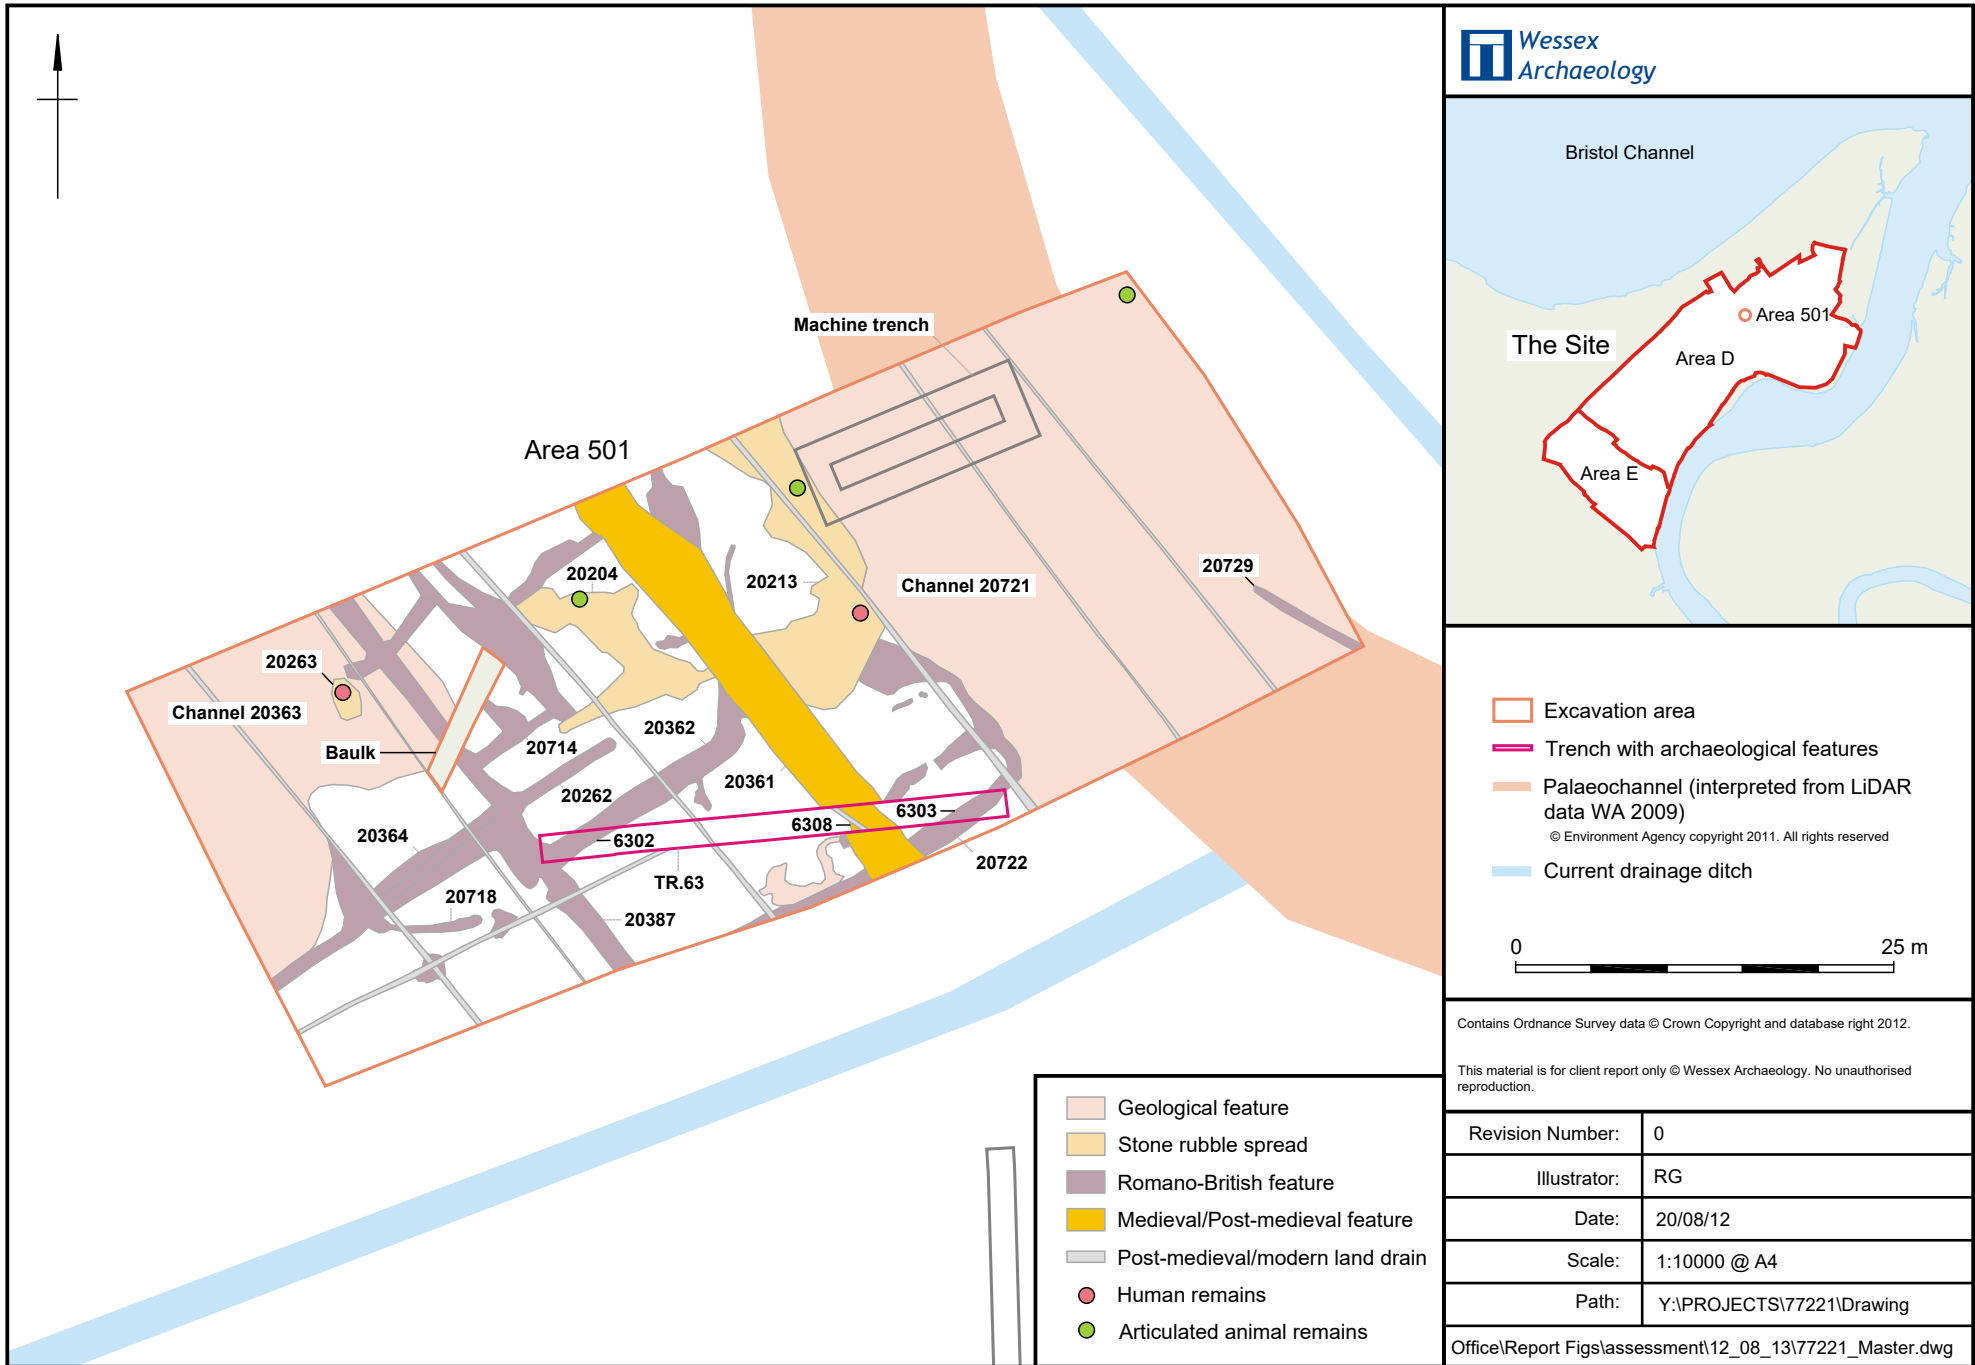 Wessex
Archaeology
Bristol Channel
The Site
Area 501
Area D
Area E
Area 501
Machine trench
20204
20213
Channel 20721
20729
20263
Channel 20363
Baulk
20714
20362
20361
20262
20364
6302
6308
6303
20722
TR.63
20718
20387
Excavation area
Trench with archaeological features
Palaeochannel (interpreted from LiDAR
data WA 2009)
© Environment Agency copyright 2011. All rights reserved
Current drainage ditch
0 25 m
Geological feature
Stone rubble spread
Romano-British feature
Medieval/Post-medieval feature
Post-medieval/modern land drain
Human remains
Articulated animal remains
Contains Ordnance Survey data © Crown Copyright and database right 2012.
This material is for client report only © Wessex Archaeology. No unauthorised
reproduction.
Revision Number: 0
Illustrator: RG
Date: 20/08/12
Scale: 1:10000 @ A4
Path: Y:\PROJECTS\77221\Drawing
Office\Report Figs\assessment\12_08_13\77221_Master.dwg